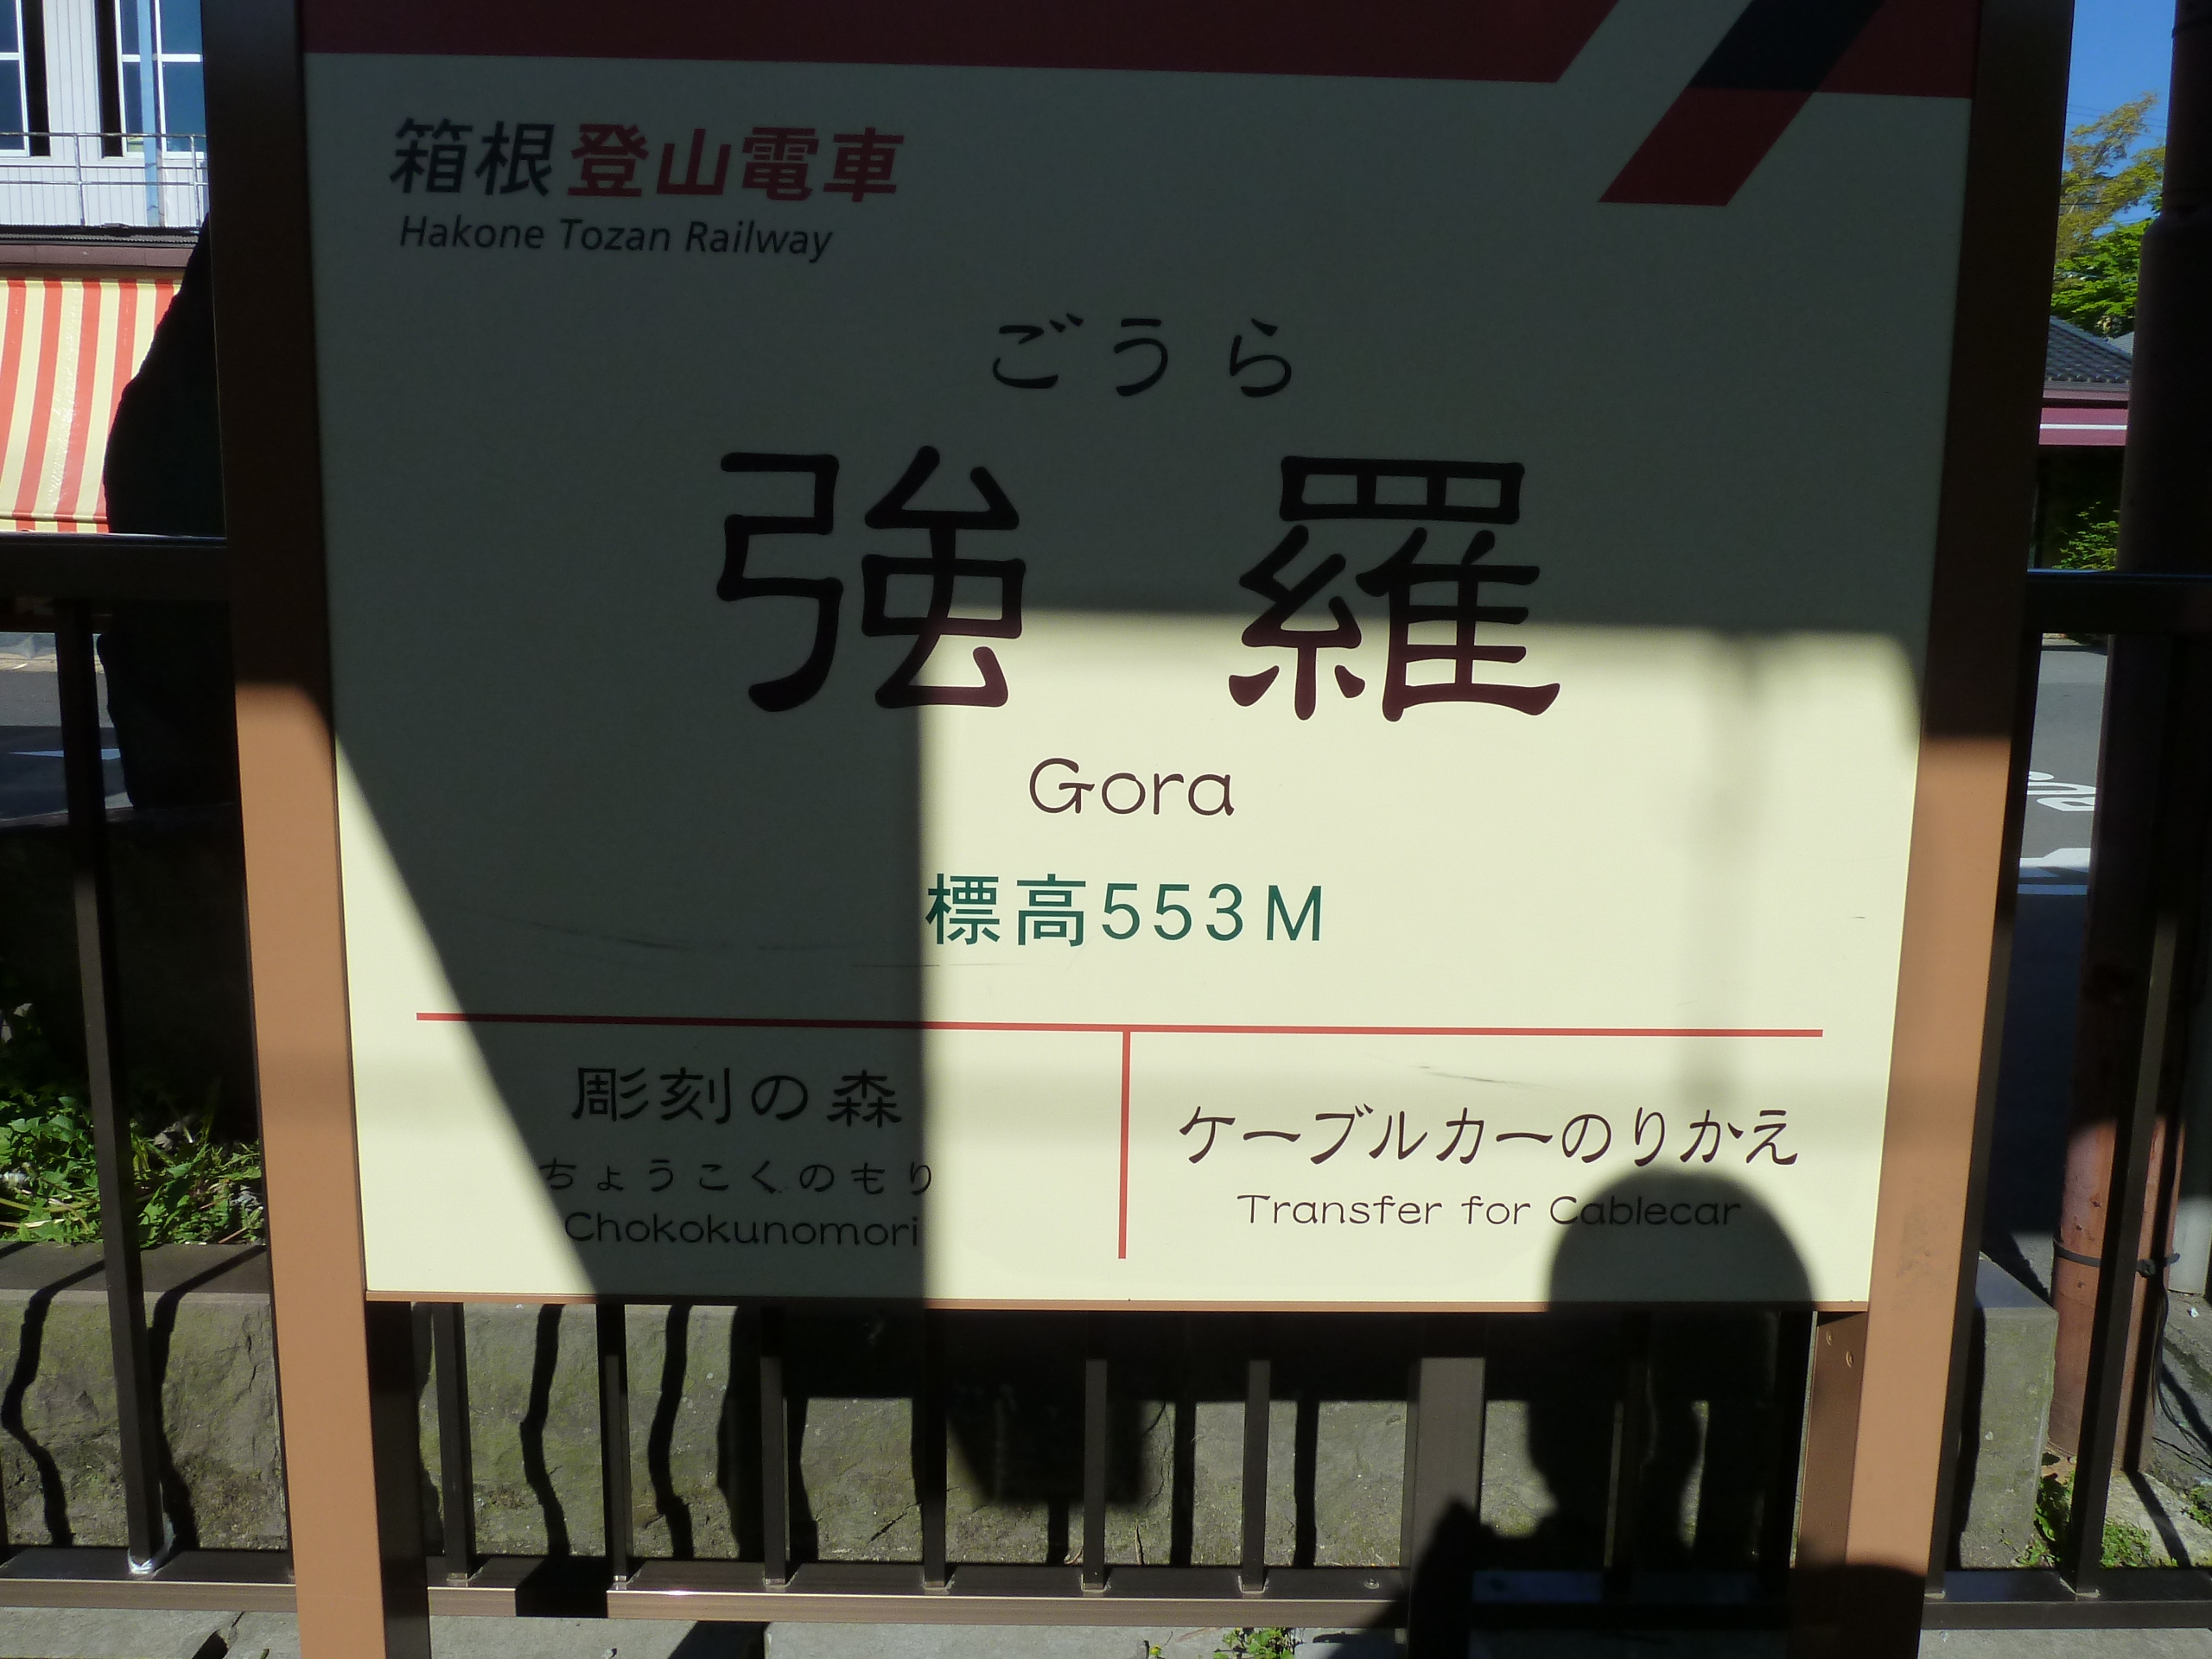 箱根登山電車
Hakone Tozan Railway
ごうら
強羅
Gora
標高553M
彫刻の森
ちょうこくのもり
Chokokunomori
ケーブルカーのりかえ
Transfer for Cablecar